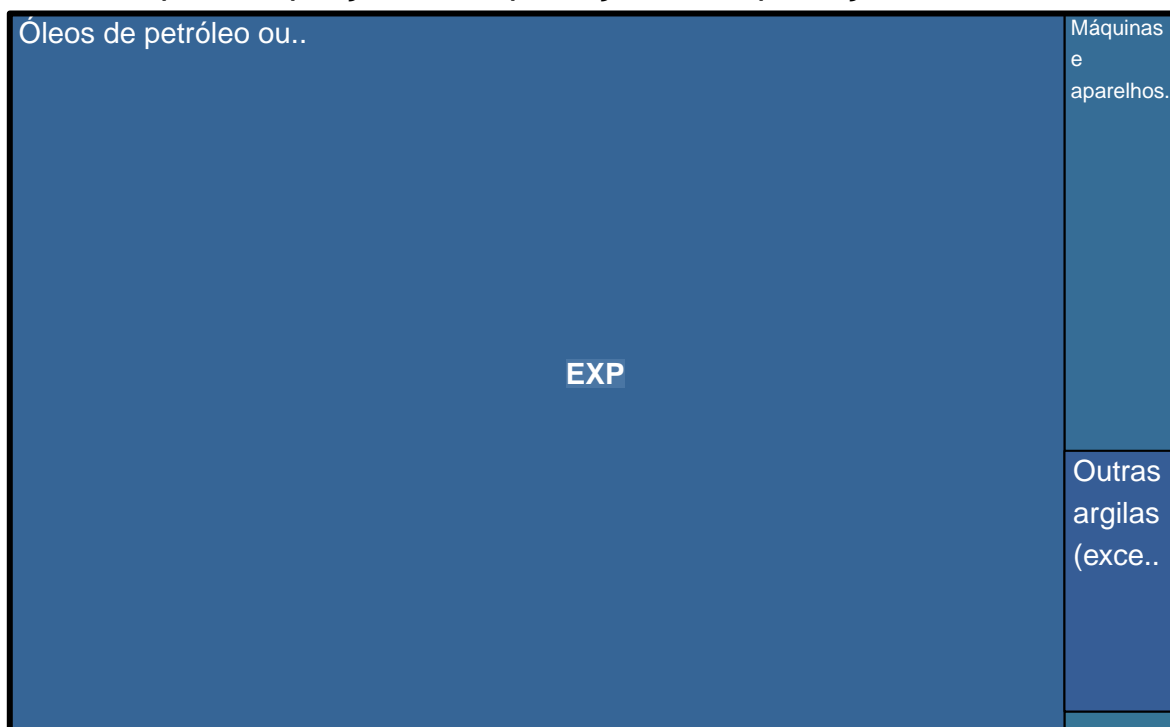 Óleos de petróleo ou..
Máquinas
e
aparelhos.
EXP
Outras
argilas
(exce..